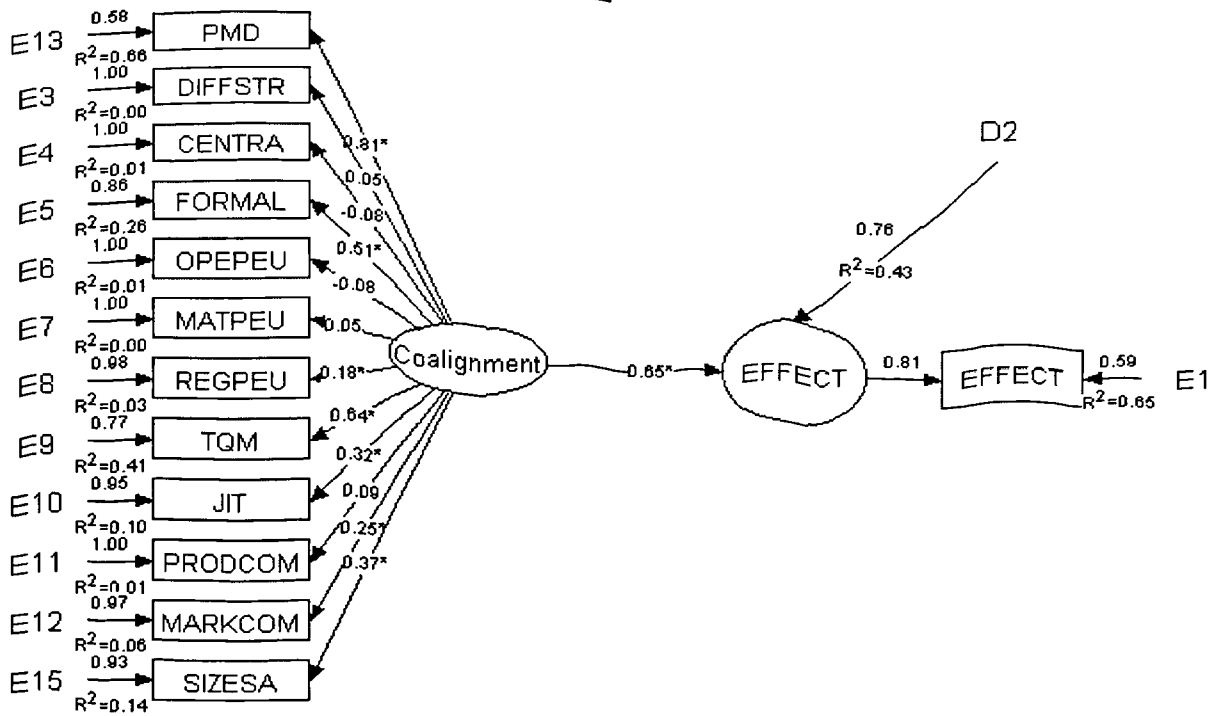 E13 0.58 R²=0.66 PMD
E3 1.00 R²=0.00 DIFFSTR
E4 1.00 R²=0.01 CENTRA
E5 0.86 R²=0.26 FORMAL
E6 1.00 R²=0.01 OPEPEU
E7 1.00 R²=0.00 MATPEU
E8 0.98 R²=0.03 REGPEU
E9 0.77 R²=0.41 TQM
E10 0.95 R²=0.10 JIT
E11 1.00 R²=0.01 PRODCOM
E12 0.97 R²=0.06 MARKCOM
E15 0.93 R²=0.14 SIZESA
0.81*
0.05
-0.08
0.51*
-0.08
0.05
0.18*
0.64*
0.32*
0.09
0.25*
0.37*
Coalignment
0.65*
D2
0.76
R²=0.43
EFFECT
0.81
EFFECT
0.59
R²=0.65
E1